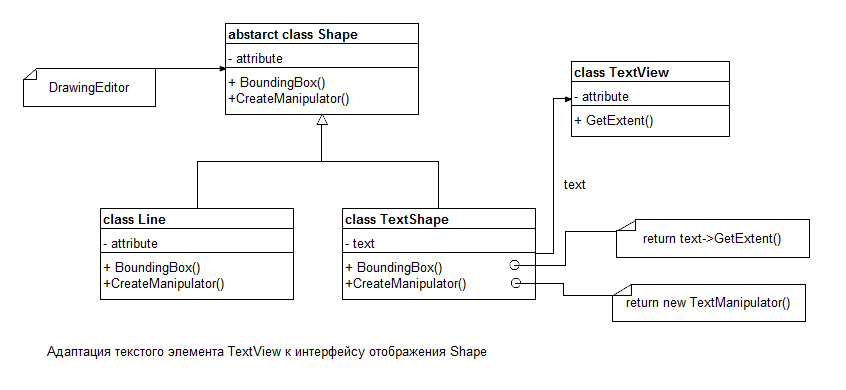 abstarct class Shape
- attribute
+ BoundingBox()
+CreateManipulator()
DrawingEditor
class TextView
- attribute
+ GetExtent()
text
class Line
- attribute
+ BoundingBox()
+CreateManipulator()
class TextShape
- text
+ BoundingBox()
+CreateManipulator()
return text->GetExtent()
return new TextManipulator()
Адаптация текстого элемента TextView к интерфейсу отображения Shape